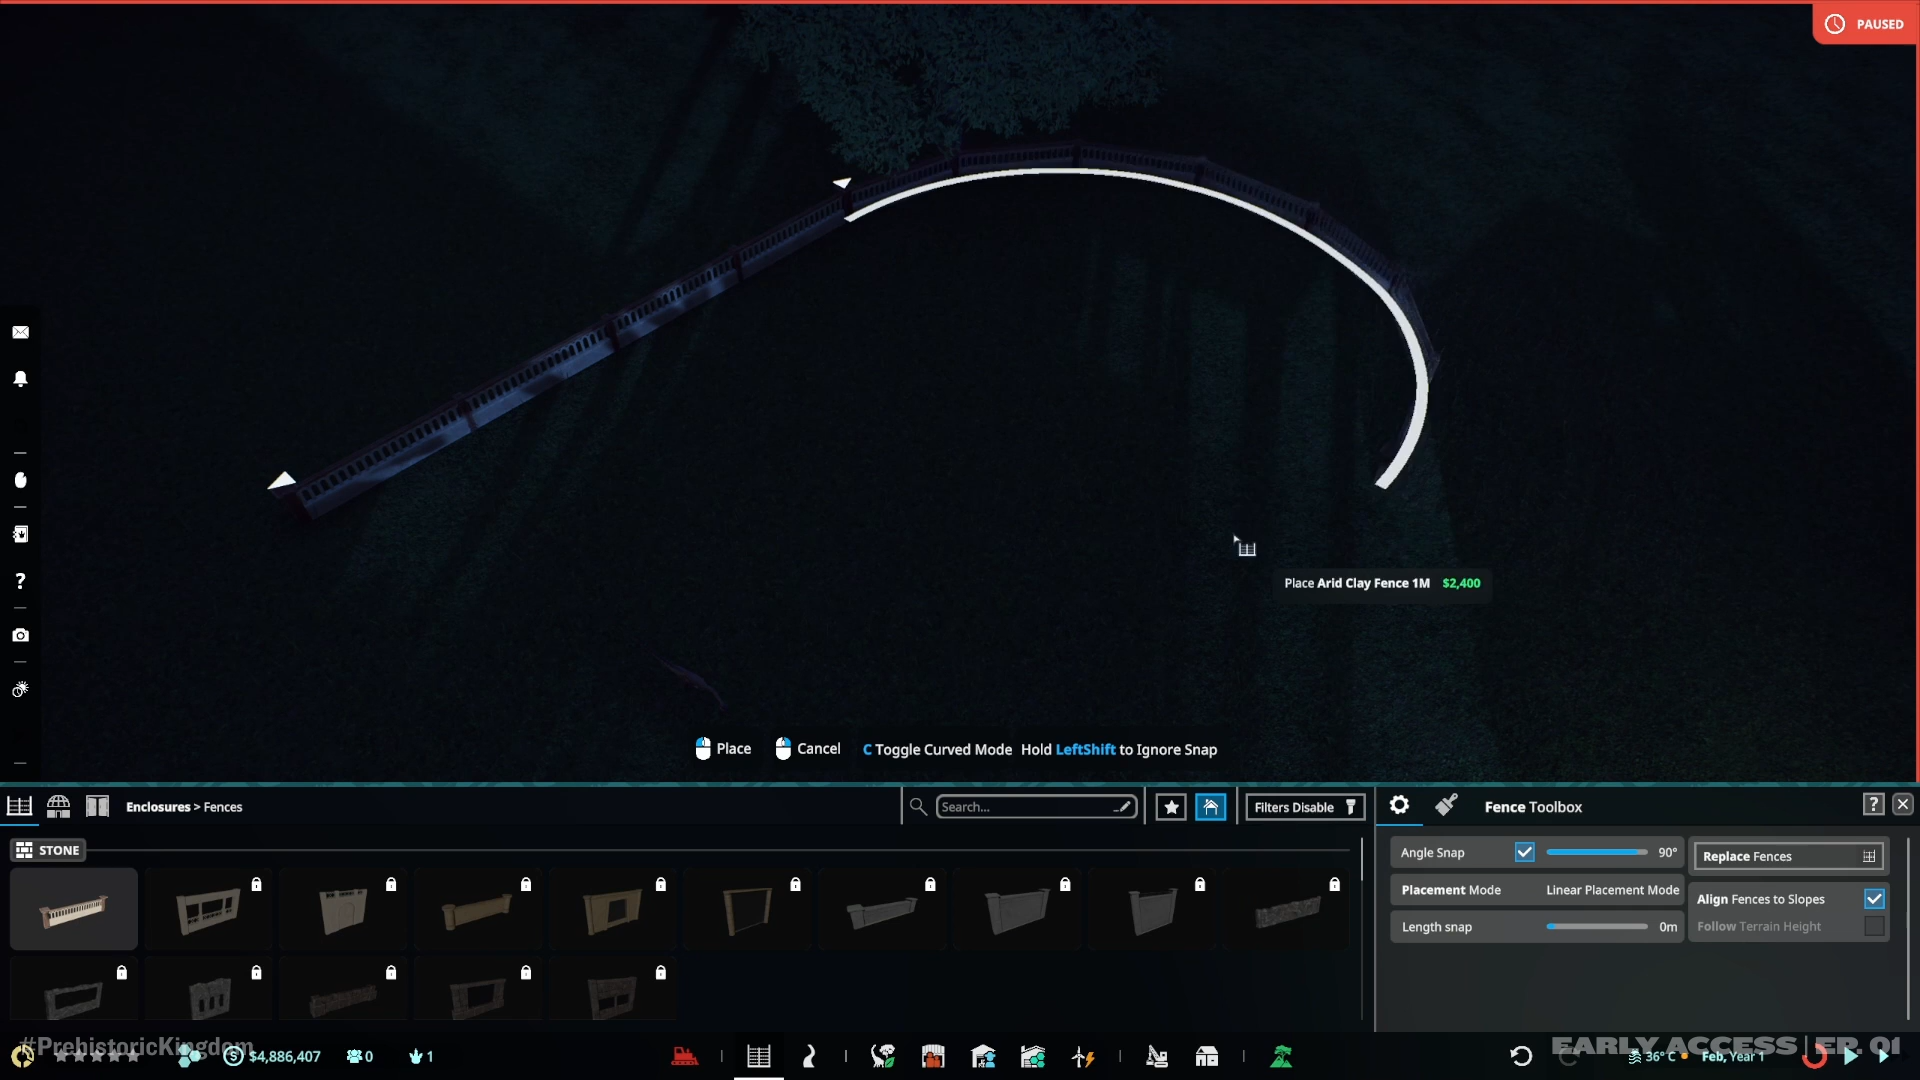 PAUSED
?
Place Arid Clay Fence 1M $2,400
Place Cancel C Toggle Curved Mode Hold LeftShift to Ignore Snap
Enclosures > Fences
Search...
Filters Disable
Fence Toolbox
?
STONE
Angle Snap 90°
Replace Fences
Placement Mode Linear Placement Mode
Align Fences to Slopes
Length snap 0m
Follow Terrain Height
#PrehistoricKingdom
$4,886,407 0 1
EARLY ACCESS | EP. 01
36° C Feb, Year 1